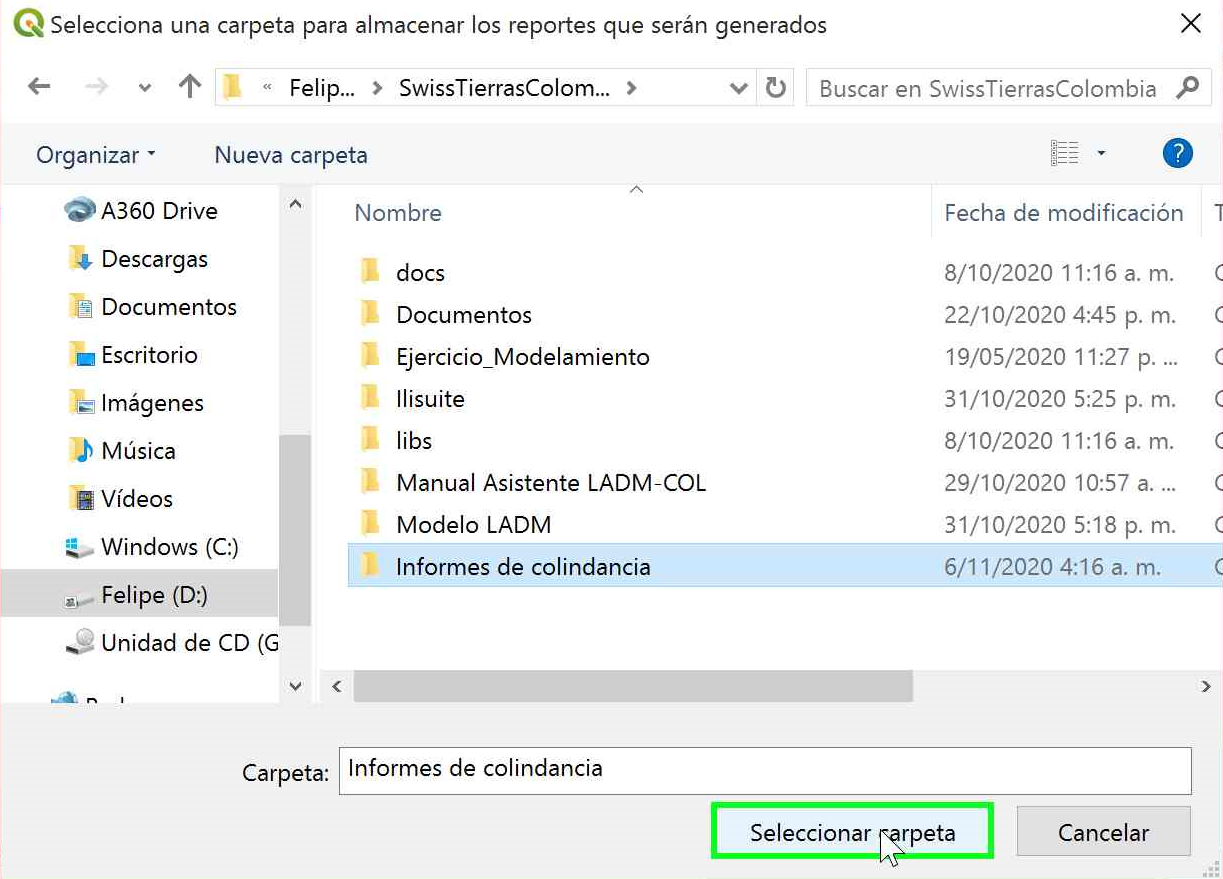 Selecciona una carpeta para almacenar los reportes que serán generados
« Felip... > SwissTierrasColom... >
Buscar en SwissTierrasColombia
Organizar
Nueva carpeta
?
A360 Drive
Descargas
Documentos
Escritorio
Imágenes
Música
Vídeos
Windows (C:)
Felipe (D:)
Unidad de CD (G
Nombre Fecha de modificación T
docs 8/10/2020 11:16 a. m.
Documentos 22/10/2020 4:45 p. m.
Ejercicio_Modelamiento 19/05/2020 11:27 p. ...
Ilisuite 31/10/2020 5:25 p. m.
libs 8/10/2020 11:16 a. m.
Manual Asistente LADM-COL 29/10/2020 10:57 a. ...
Modelo LADM 31/10/2020 5:18 p. m.
Informes de colindancia 6/11/2020 4:16 a. m.
Carpeta: Informes de colindancia
Seleccionar carpeta
Cancelar